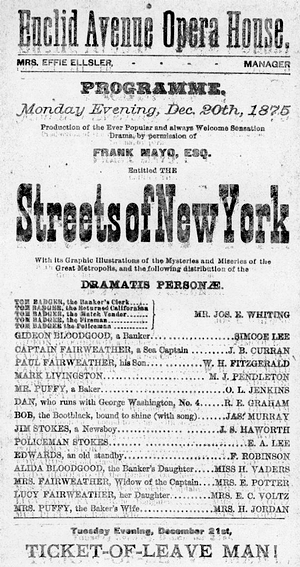 Euclid Avenue Opera House,
MRS. EFFIE ELLSLER, - - - MANAGER
PROGRAMME.
Monday Evening, Dec. 20th, 1875
Production of the Ever Popular and always Welcome Sensation
Drama, by permission of
FRANK MAYO, ESQ.
Entitled THE
Streets of New York
With its Graphic Illustrations of the Mysteries and Miseries of the
Great Metropolis, and the following distribution of the
DRAMATIS PERSONÆ.
TOM BADGER, the Banker's Clerk
TOM BADGER, the Returned Californian
TOM BADGER, the Match Vender
TOM BADGER, the Fireman
TOM BADGER, the Policeman
MR. JOS. E. WHITING
GIDEON BLOODGOOD, a Banker SIMCOE LEE
CAPTAIN FAIRWEATHER, a Sea Captain J. B. CURRAN
PAUL FAIRWEATHER, his Son W. H. FITZGERALD
MARK LIVINGSTON M. J. PENDLETON
MR. PUFFY, a Baker O. L. JENKINS
DAN, who runs with George Washington, No. 4 R. E. GRAHAM
BOB, the Bootblack, bound to shine (with song) JAS. MURRAY
JIM STOKES, a Newsboy J. S. HAWORTH
POLICEMAN STOKES E. A. LEE
EDWARDS, an old standby F. ROBINSON
ALIDA BLOODGOOD, the Banker's Daughter MISS H. VADERS
MRS. FAIRWEATHER, Widow of the Captain MRS. E. POTTER
LUCY FAIRWEATHER, her Daughter MRS. E. C. VOLTZ
MRS. PUFFY, the Baker's Wife MRS. H. JORDAN
Tuesday Evening, December 21st,
TICKET-OF-LEAVE MAN!